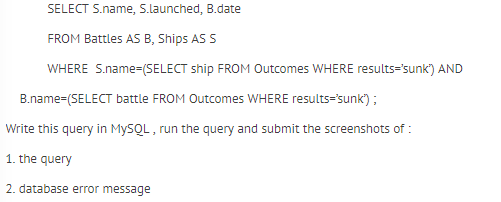 SELECT S.name, S.launched, B.date
FROM Battles AS B, Ships AS S
WHERE  S.name=(SELECT ship FROM Outcomes WHERE results='sunk') AND
B.name=(SELECT battle FROM Outcomes WHERE results='sunk') ;
Write this query in MySQL , run the query and submit the screenshots of :
1. the query
2. database error message